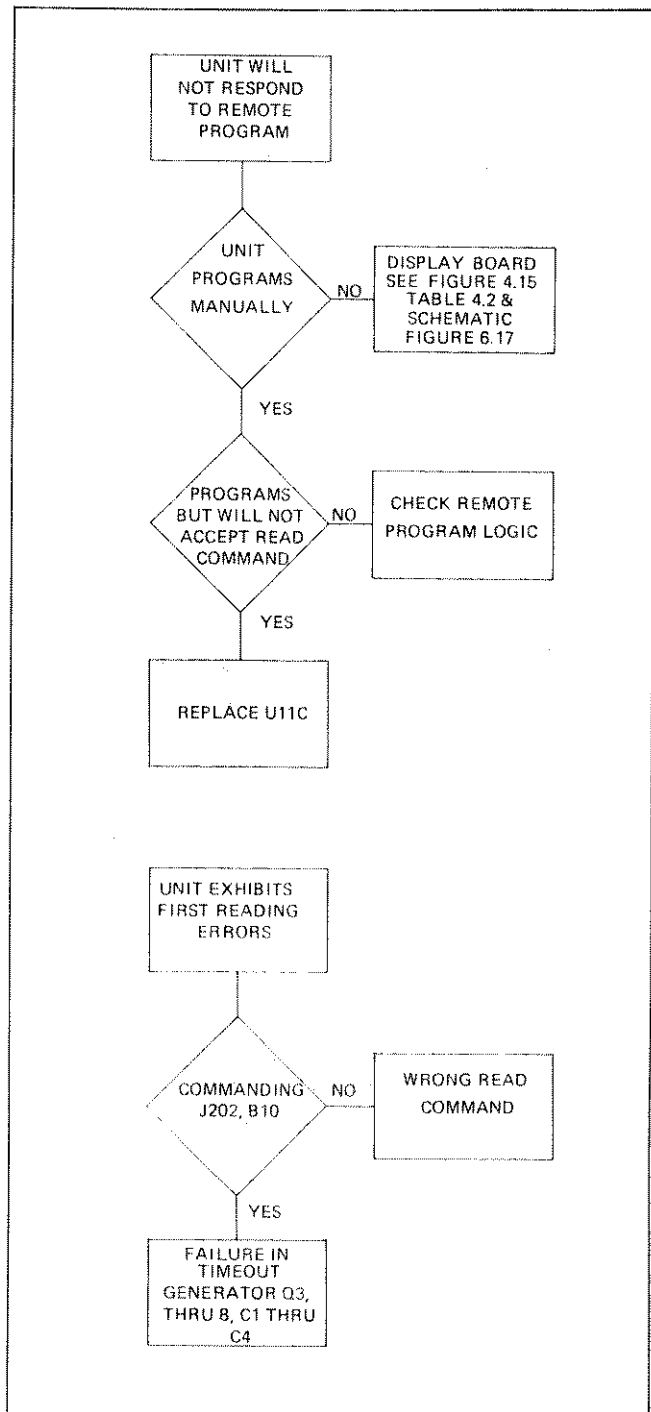 UNIT WILL
NOT RESPOND
TO REMOTE
PROGRAM
UNIT
PROGRAMS
MANUALLY
NO
DISPLAY BOARD
SEE FIGURE 4.15
TABLE 4.2 &
SCHEMATIC
FIGURE 6.17
YES
PROGRAMS
BUT WILL NOT
ACCEPT READ
COMMAND
NO
CHECK REMOTE
PROGRAM LOGIC
YES
REPLACE U11C
UNIT EXHIBITS
FIRST READING
ERRORS
COMMANDING
J202, B10
NO
WRONG READ
COMMAND
YES
FAILURE IN
TIMEOUT
GENERATOR Q3,
THRU 8, C1 THRU
C4